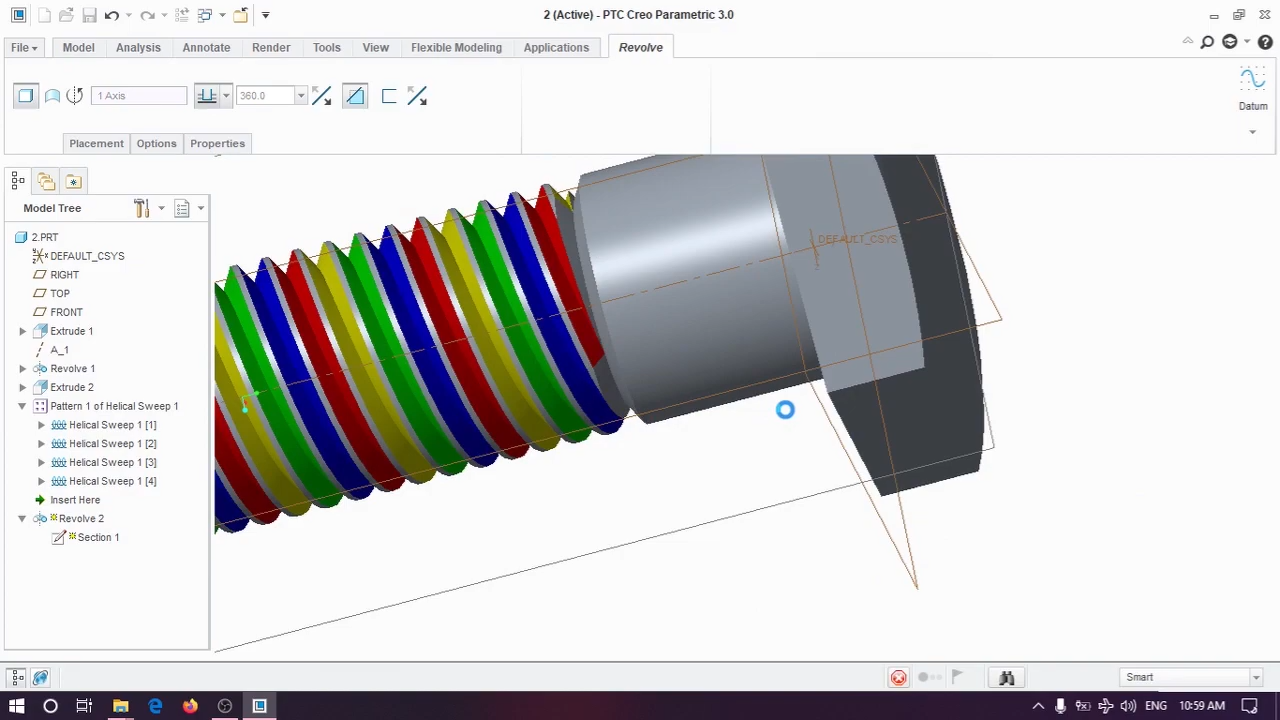 2 (Active) - PTC Creo Parametric 3.0
File Model Analysis Annotate Render Tools View Flexible Modeling Applications Revolve
1 Axis 360.0
Datum
Placement Options Properties
Model Tree
2.PRT
DEFAULT_CSYS
RIGHT
TOP
FRONT
Extrude 1
A_1
Revolve 1
Extrude 2
Pattern 1 of Helical Sweep 1
Helical Sweep 1 [1]
Helical Sweep 1 [2]
Helical Sweep 1 [3]
Helical Sweep 1 [4]
Insert Here
Revolve 2
Section 1
DEFAULT_CSYS
Smart
ENG 10:59 AM